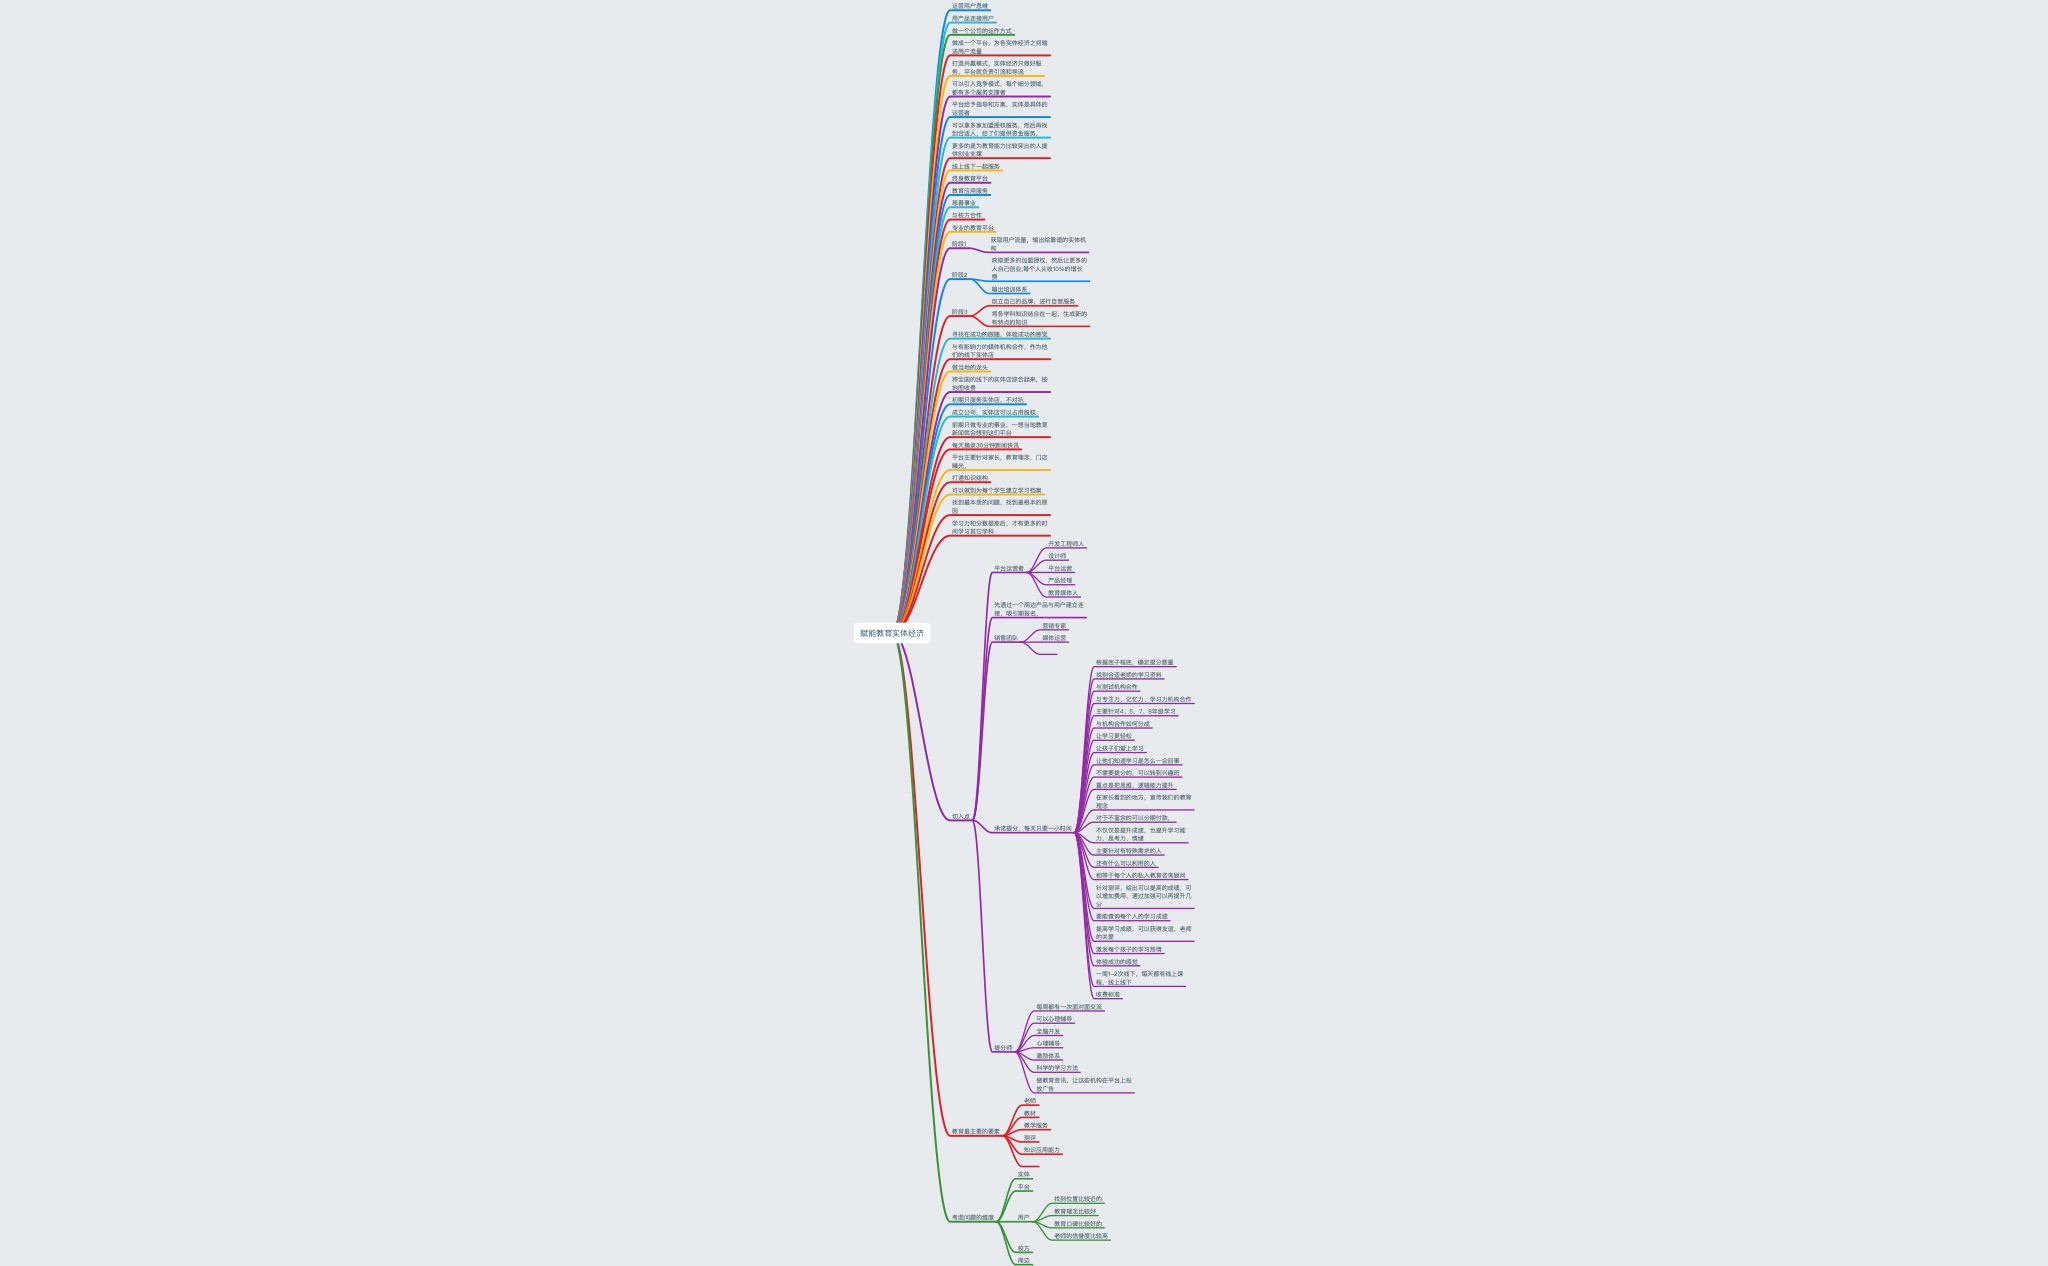 运营用户思维
用产品连接用户
做一个公司的运作方式
做成一个平台，为各实体经济之间输
送用户流量
打造共赢模式，实体经济只做好服
务，平台做负责引流和导流
可以引入竞争模式，每个细分领域，
都有多个服务支撑者
平台给予指导和方案，实体是具体的
运营者
可以拿多家加盟授权服务，然后再找
到合适人，给了们提供资金服务，
更多的是为教育能力比较突出的人提
供创业支撑
线上线下一起服务
终身教育平台
教育应用服务
慈善事业
与校方合作
专业的教育平台
阶段1
获取用户流量，输出给靠谱的实体机
构
阶段2
获取更多的加盟授权，然后让更多的
人自己创业,每个人头收10%的增长
费
输出培训体系
阶段3
创立自己的品牌，进行自营服务
将各学科知识结合在一起，生成新的
有特点的知识
寻找在成功的跟随，体验成功的感觉
与有影响力的媒体机构合作，作为他
们的线下实体店
做当地的龙头
将全国的线下的实体店综合起来，按
地图收费
初期只服务实体店，不对抗
成立公司，实体店可以占用股权
前期只做专业的事业，一想当地教育
新闻就会想到这们平台
每天摘录30分钟新闻快讯
平台主要针对家长，教育理念，门店
曝光，
打通知识结构
可以做到为每个学生建立学习档案
找到最本质的问题，找到最根本的原
因
学习力和分数最高后，才有更多的时
间学习其它学科
赋能教育实体经济
切入点
平台运营者
开发工程师人
设计师
平台运营
产品经理
教育媒体人
先通过一个周边产品与用户建立连
接，吸引期报名，
销售团队
营销专家
媒体运营
承诺提分，每天只要一小时间
根据底子程度，确定提分数量
找到合适老师的学习资料
与测试机构合作
与专注力、记忆力、学习力机构合作
主要针对4、5、7、8年级学习
与机构合作如何分成
让学习更轻松
让孩子们爱上学习
让他们知道学习是怎么一会回事
不需要提分的，可以转到兴趣班
重点是把思维，逻辑能力提升
在家长看到的地方，宣传我们的教育
理念
对于不富余的可以分期付款，
不仅仅是提升成绩，也提升学习能
力，思考力，情绪
主要针对有特殊需求的人
还有什么可以利用的人
相等于每个人的私人教育咨询顾问
针对测评，给出可以提高的成绩，可
以增加费用，通过加强可以再提升几
分
要能查询每个人的学习成绩
提高学习成绩，可以获得友谊，老师
的关爱
激发每个孩子的学习热情
体验成功的感觉
一周1-2次线下，每天都有线上课
程，线上线下
收费标准
提分师
每周都有一次面对面交流
可以心理辅导
全脑开发
心理辅导
激励体系
科学的学习方法
做教育资讯，让这些机构在平台上投
放广告
教育最主要的要素
老师
教材
教学服务
测评
知识应用能力
考虑问题的维度
实体
平台
用户
找到位置比较近的
教育理念比较好
教育口碑比较好的
老师的信誉度比较高
校方
周边